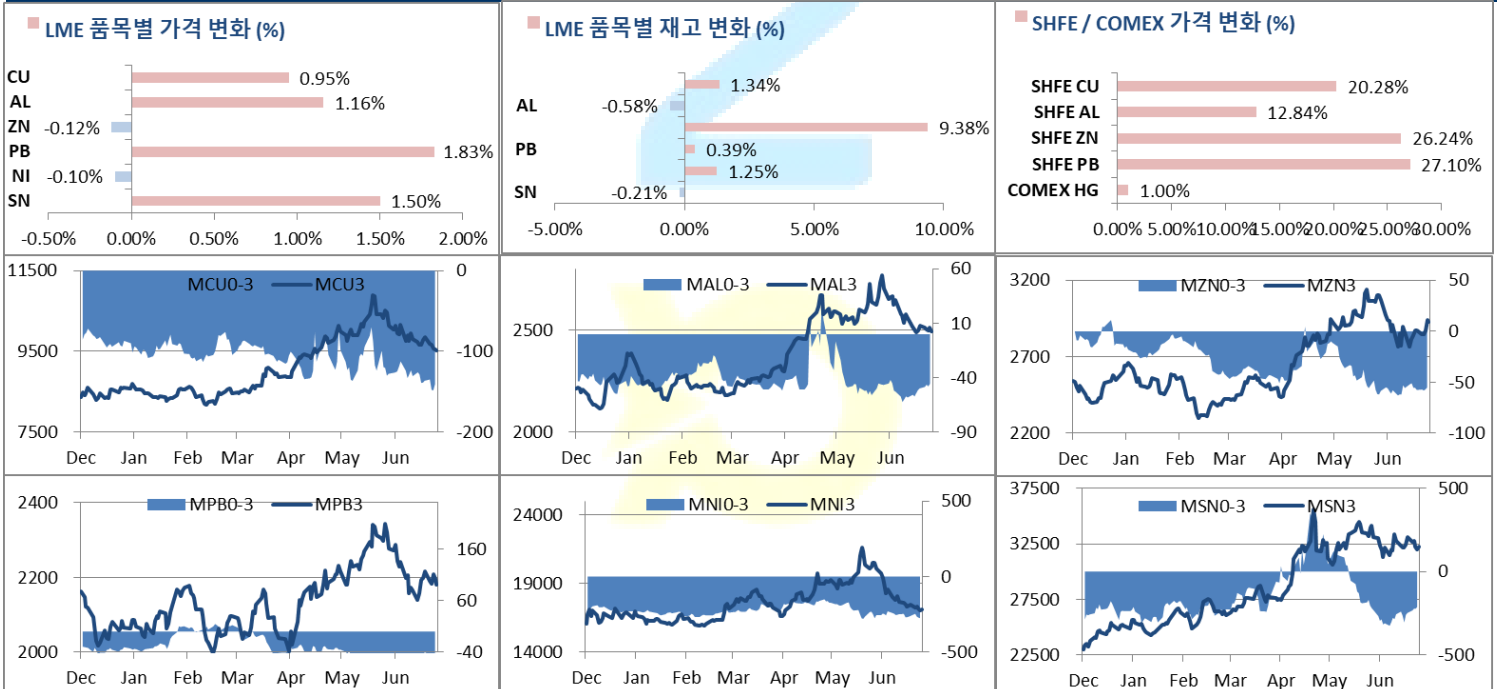 LME 품목별 가격 변화 (%)
CU
0.95%
AL
1.16%
ZN
-0.12%
PB
1.83%
NI
-0.10%
SN
1.50%
-0.50% 0.00% 0.50% 1.00% 1.50% 2.00%
LME 품목별 재고 변화 (%)
1.34%
AL
-0.58%
9.38%
PB
0.39%
1.25%
SN
-0.21%
-5.00% 0.00% 5.00% 10.00%
SHFE / COMEX 가격 변화 (%)
SHFE CU
20.28%
SHFE AL
12.84%
SHFE ZN
26.24%
SHFE PB
27.10%
COMEX HG
1.00%
0.00% 5.00% 10.00% 15.00% 20.00% 25.00% 30.00%
MCU0-3 MCU3
11500 0
9500 -100
7500 -200
Dec Jan Feb Mar Apr May Jun
MAL0-3 MAL3
60
2500 10
-40
2000 -90
Dec Jan Feb Mar Apr May Jun
MZN0-3 MZN3
3200 50
0
2700
-50
2200 -100
Dec Jan Feb Mar Apr May Jun
MPB0-3 MPB3
2400
160
2200
60
2000 -40
Dec Jan Feb Mar Apr May Jun
MNI0-3 MNI3
24000 500
19000 0
14000 -500
Dec Jan Feb Mar Apr May Jun
MSN0-3 MSN3
37500 500
32500
0
27500
22500 -500
Dec Jan Feb Mar Apr May Jun